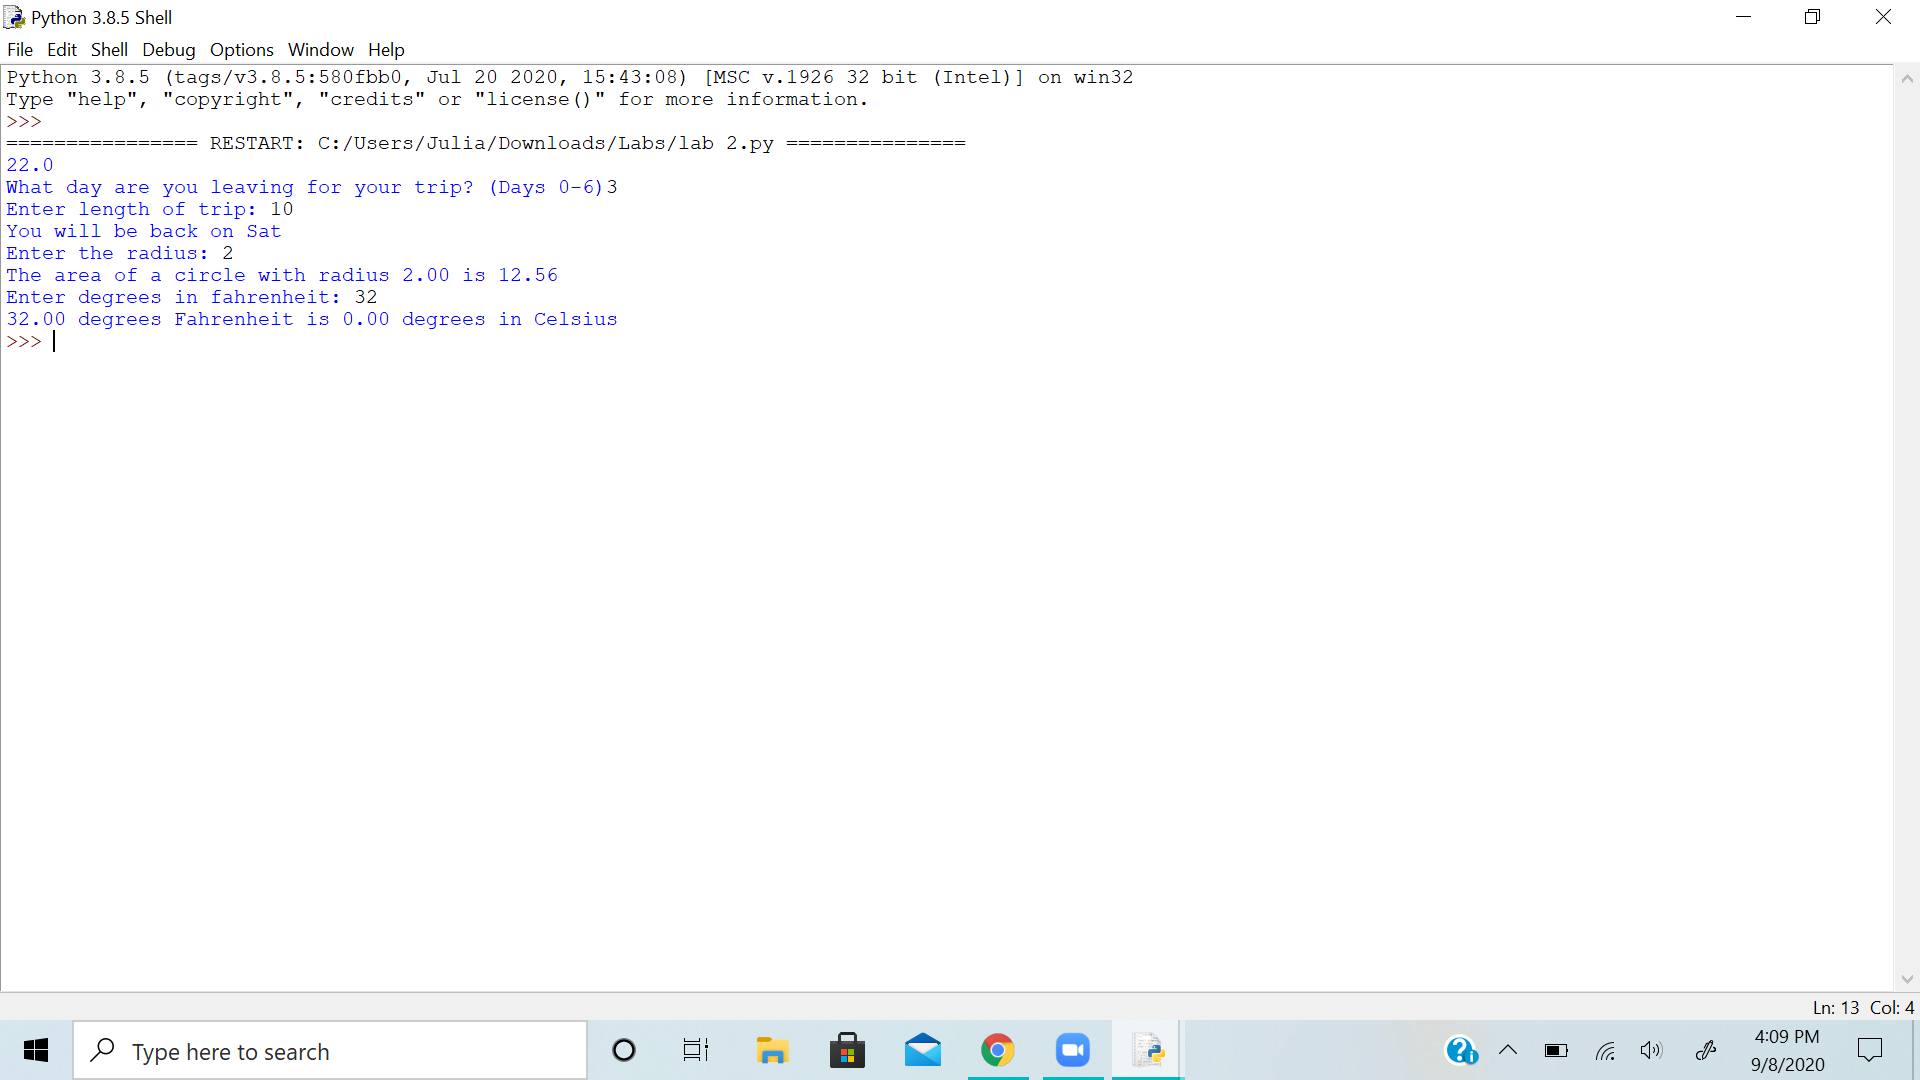 Python 3.8.5 Shell
File Edit Shell Debug Options Window Help
Python 3.8.5 (tags/v3.8.5:580fbb0, Jul 20 2020, 15:43:08) [MSC v.1926 32 bit (Intel)] on win32
Type "help", "copyright", "credits" or "license()" for more information.
>>>
================ RESTART: C:/Users/Julia/Downloads/Labs/lab 2.py ===============
22.0
What day are you leaving for your trip? (Days 0-6)3
Enter length of trip: 10
You will be back on Sat
Enter the radius: 2
The area of a circle with radius 2.00 is 12.56
Enter degrees in fahrenheit: 32
32.00 degrees Fahrenheit is 0.00 degrees in Celsius
>>>
Ln: 13 Col: 4
Type here to search
4:09 PM
9/8/2020